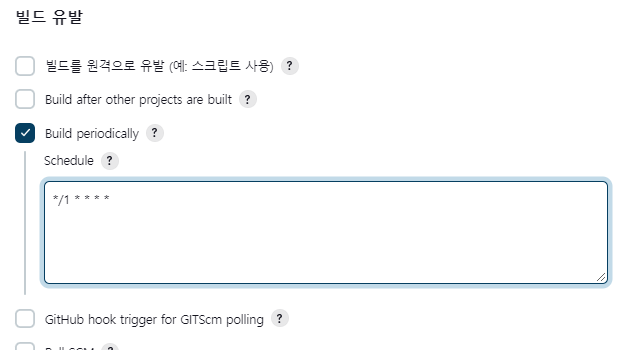 빌드 유발
빌드를 원격으로 유발 (예: 스크립트 사용) ?
Build after other projects are built ?
Build periodically ?
Schedule ?
*/1 * * * *
GitHub hook trigger for GITScm polling ?